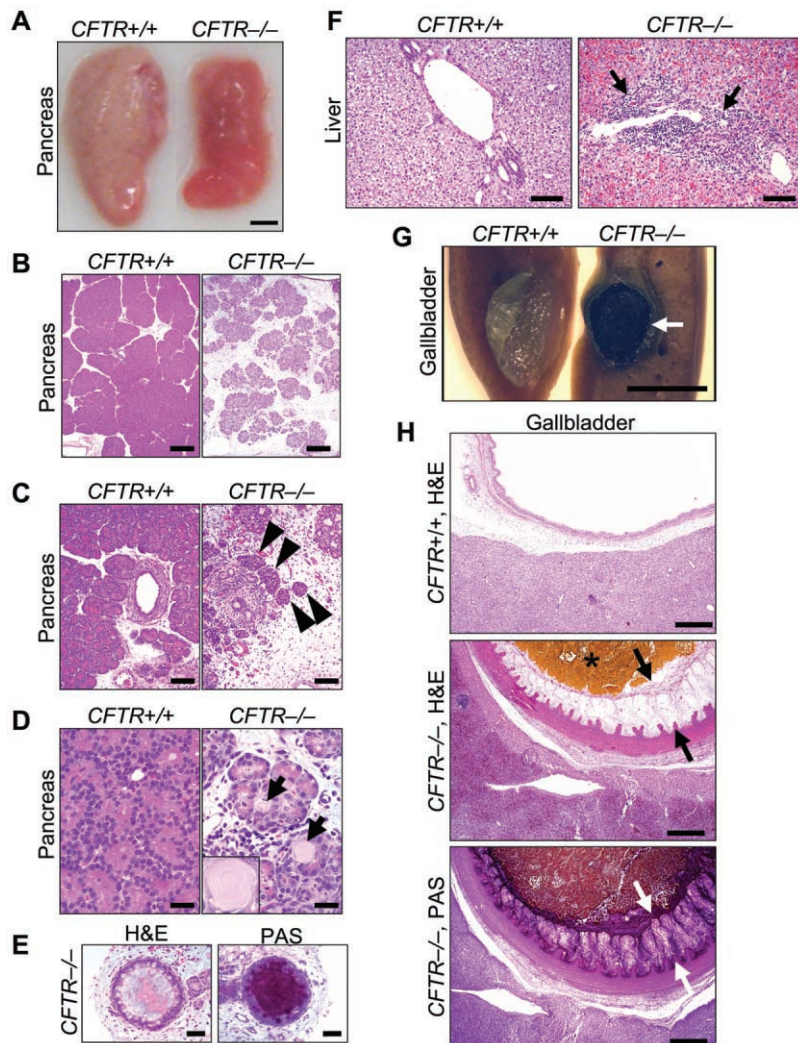 A
CFTR+/+ CFTR–/–
Pancreas
B
CFTR+/+ CFTR–/–
Pancreas
C
CFTR+/+ CFTR–/–
Pancreas
D
CFTR+/+ CFTR–/–
Pancreas
E
H&E PAS
CFTR–/–
F
CFTR+/+ CFTR–/–
Liver
G
CFTR+/+ CFTR–/–
Gallbladder
H
Gallbladder
CFTR+/+, H&E
*
CFTR–/–, H&E
CFTR–/–, PAS